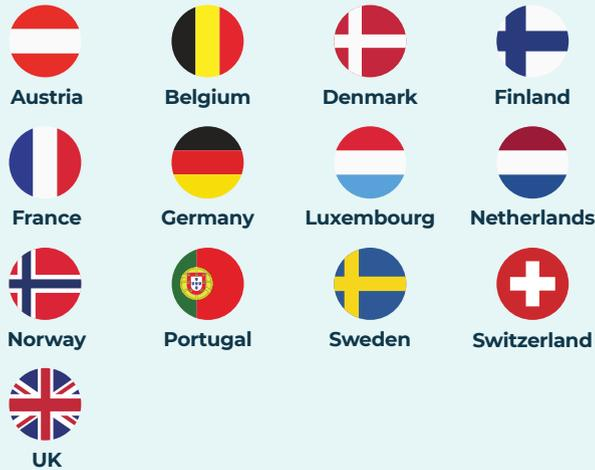 Austria
Belgium
Denmark
Finland
France
Germany
Luxembourg
Netherlands
Norway
Portugal
Sweden
Switzerland
UK